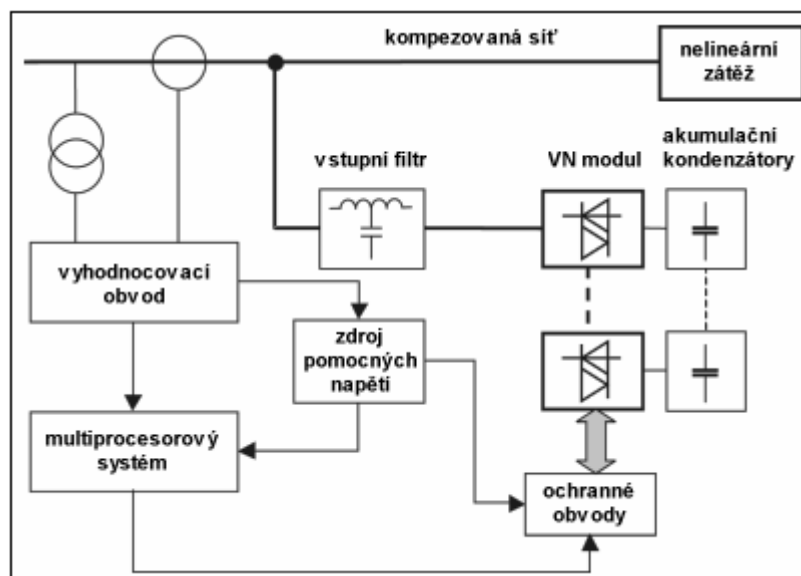 kompezovaná síť
nelineární
zátěž
vstupní filtr
VN modul
akumulační
kondenzátory
vyhodnocovací
obvod
zdroj
pomocných
napětí
multiprocesorový
systém
ochranné
obvody